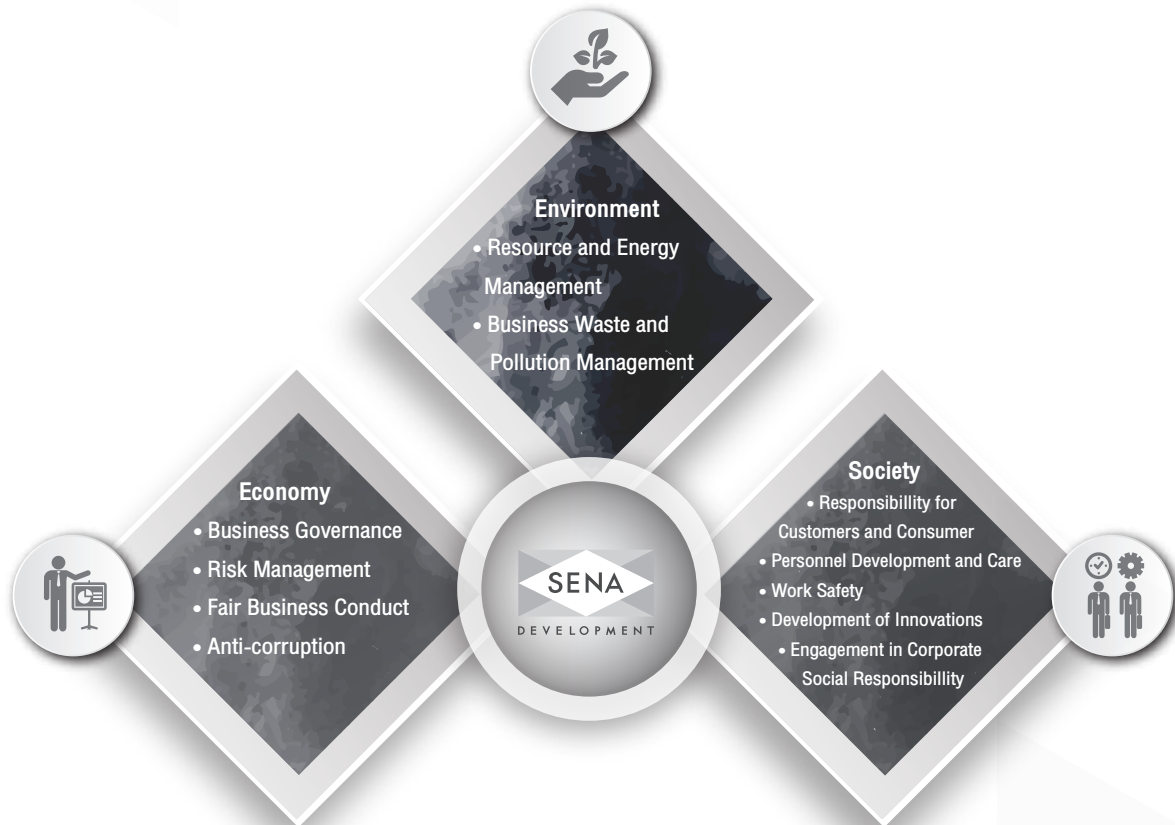 Environment
• Resource and Energy
Management
• Business Waste and
Pollution Management
Economy
• Business Governance
• Risk Management
• Fair Business Conduct
• Anti-corruption
SENA
DEVELOPMENT
Society
• Responsibillity for
Customers and Consumer
• Personnel Development and Care
• Work Safety
• Development of Innovations
• Engagement in Corporate
Social Responsibillity